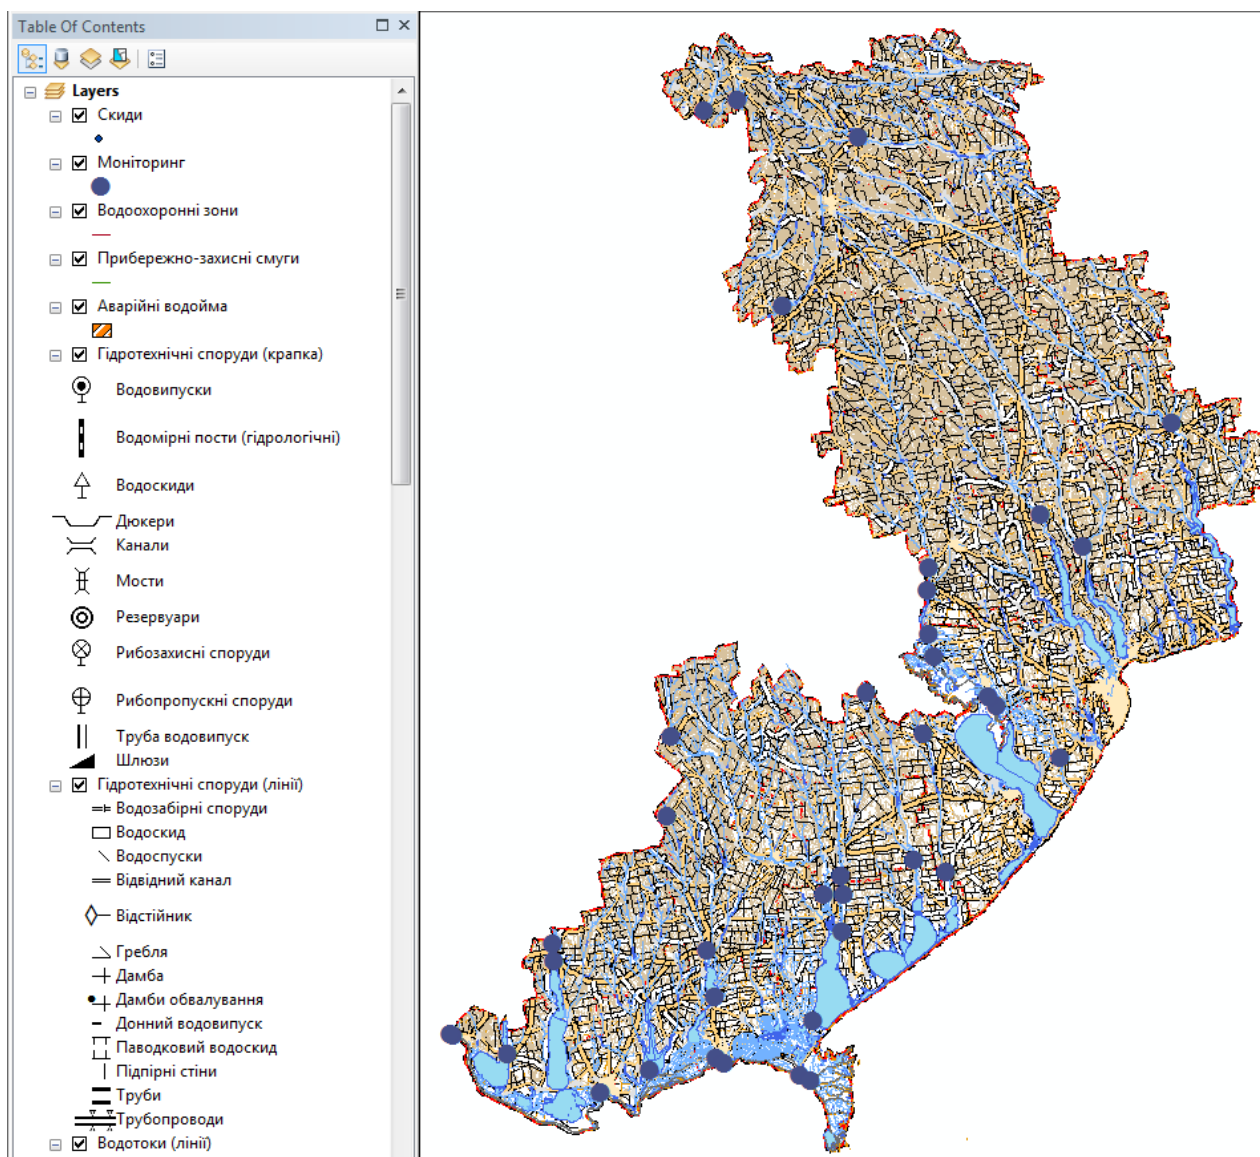 Table Of Contents
Layers
Скиди
Моніторинг
Водоохоронні зони
Прибережно-захисні смуги
Аварійні водойма
Гідротехнічні споруди (крапка)
Водовипуски
Водомірні пости (гідрологічні)
Водоскиди
Дюкери
Канали
Мости
Резервуари
Рибозахисні споруди
Рибопропускні споруди
Труба водовипуск
Шлюзи
Гідротехнічні споруди (лінії)
Водозабірні споруди
Водоскид
Водоспуски
Відвідний канал
Відстійник
Гребля
Дамба
Дамби обвалування
Донний водовипуск
Паводковий водоскид
Підпірні стіни
Труби
Трубопроводи
Водотоки (лінії)